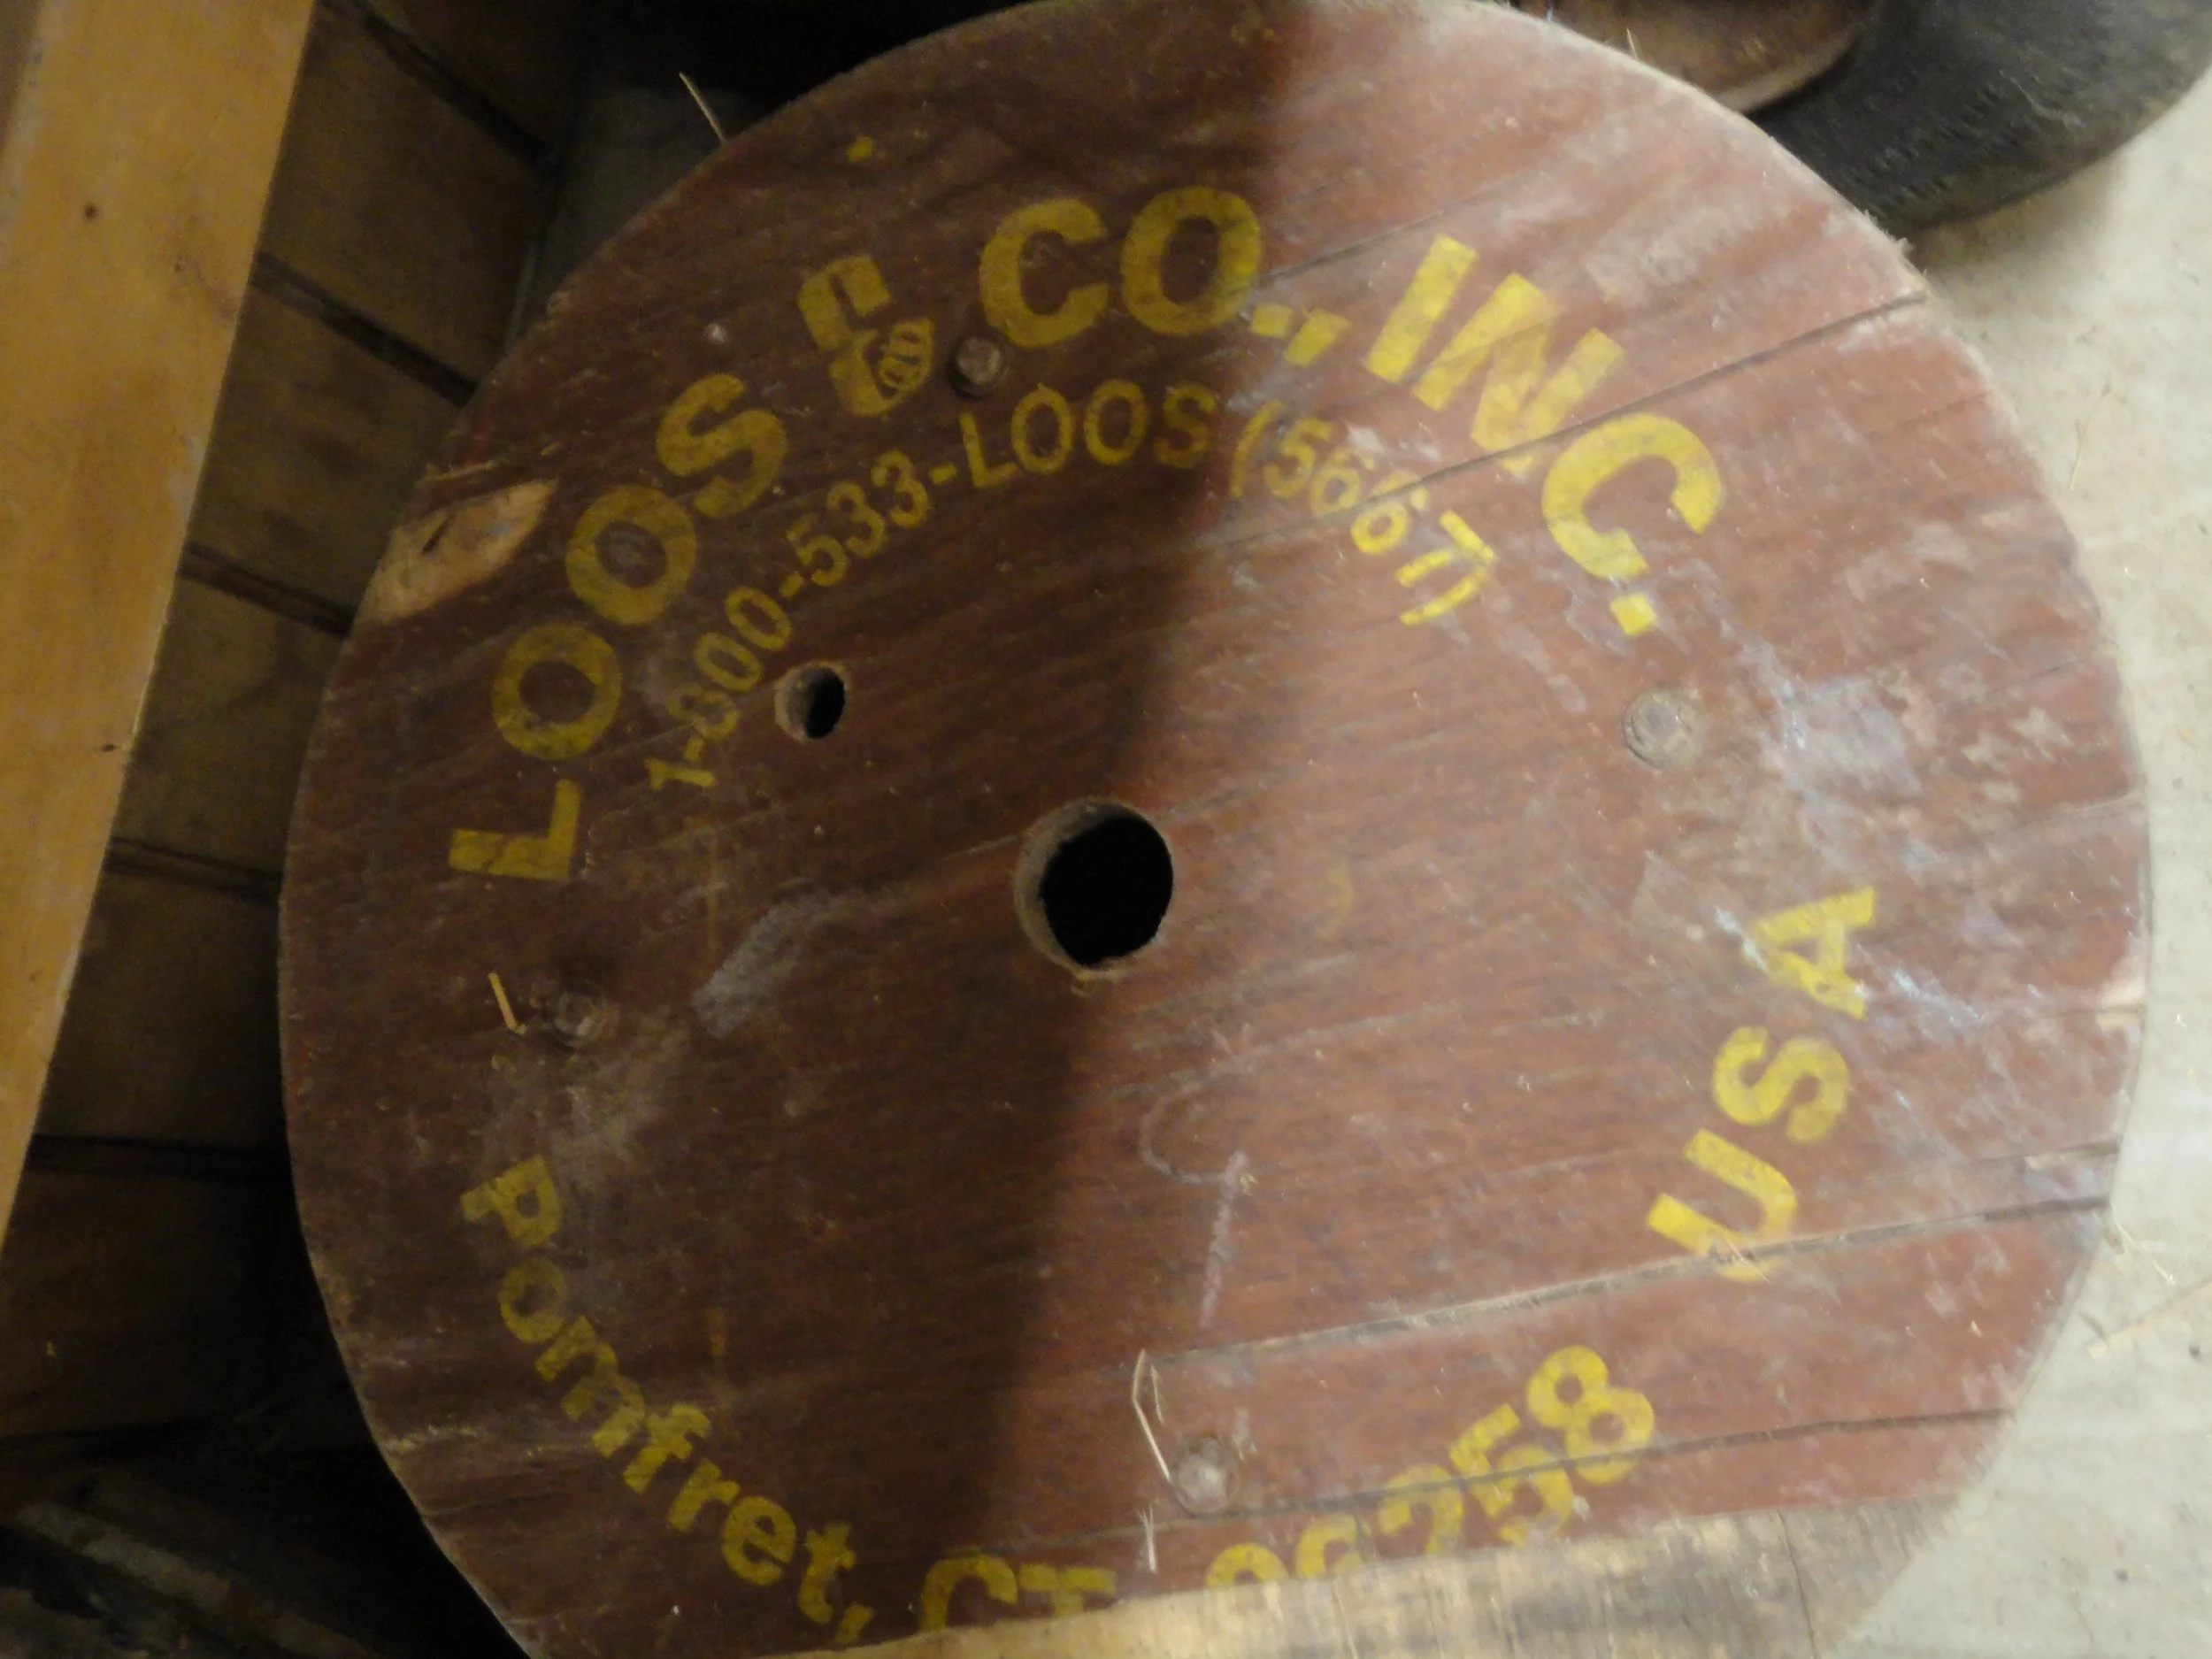 LOOS & CO., INC.
1-800-533-LOOS (5667)
Pomfret, CT 06258
USA